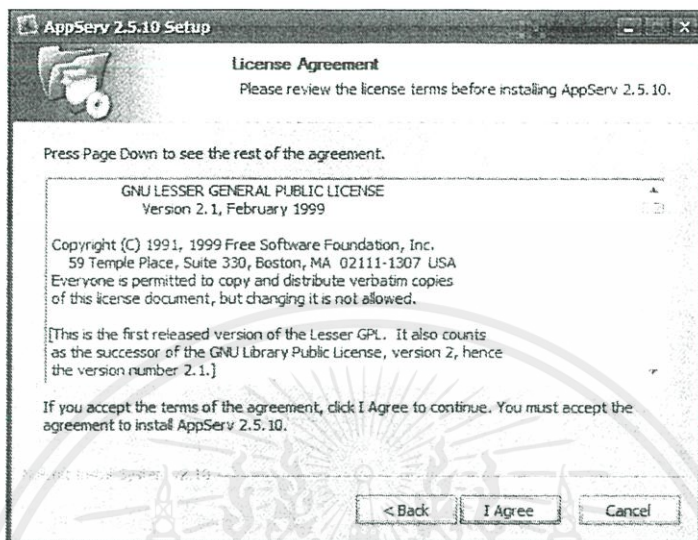 AppServ 2.5.10 Setup
License Agreement
Please review the license terms before installing AppServ 2.5.10.
Press Page Down to see the rest of the agreement.
GNU LESSER GENERAL PUBLIC LICENSE
Version 2.1, February 1999
Copyright (C) 1991, 1999 Free Software Foundation, Inc.
59 Temple Place, Suite 330, Boston, MA 02111-1307 USA
Everyone is permitted to copy and distribute verbatim copies
of this license document, but changing it is not allowed.
[This is the first released version of the Lesser GPL. It also counts
as the successor of the GNU Library Public License, version 2, hence
the version number 2.1.]
If you accept the terms of the agreement, click I Agree to continue. You must accept the
agreement to install AppServ 2.5.10.
< Back I Agree Cancel